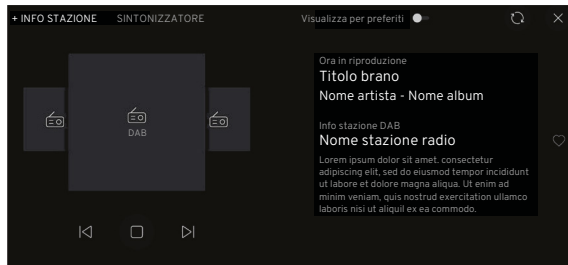 + INFO STAZIONE SINTONIZZATORE Visualizza per preferiti
Ora in riproduzione
Titolo brano
Nome artista - Nome album
DAB
Info stazione DAB
Nome stazione radio
Lorem ipsum dolor sit amet, consectetur
adipiscing elit, sed do eiusmod tempor incididunt
ut labore et dolore magna aliqua. Ut enim ad
minim veniam, quis nostrud exercitation ullamco
laboris nisi ut aliquil ex ea commodo.